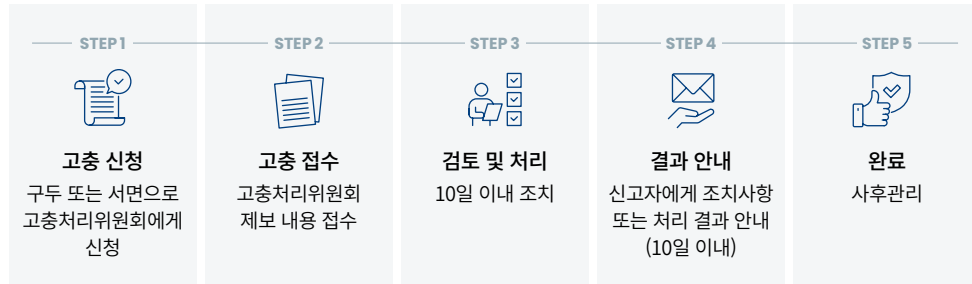 STEP 1
고충 신청
구두 또는 서면으로
고충처리위원회에게
신청
STEP 2
고충 접수
고충처리위원회
제보 내용 접수
STEP 3
검토 및 처리
10일 이내 조치
STEP 4
결과 안내
신고자에게 조치사항
또는 처리 결과 안내
(10일 이내)
STEP 5
완료
사후관리